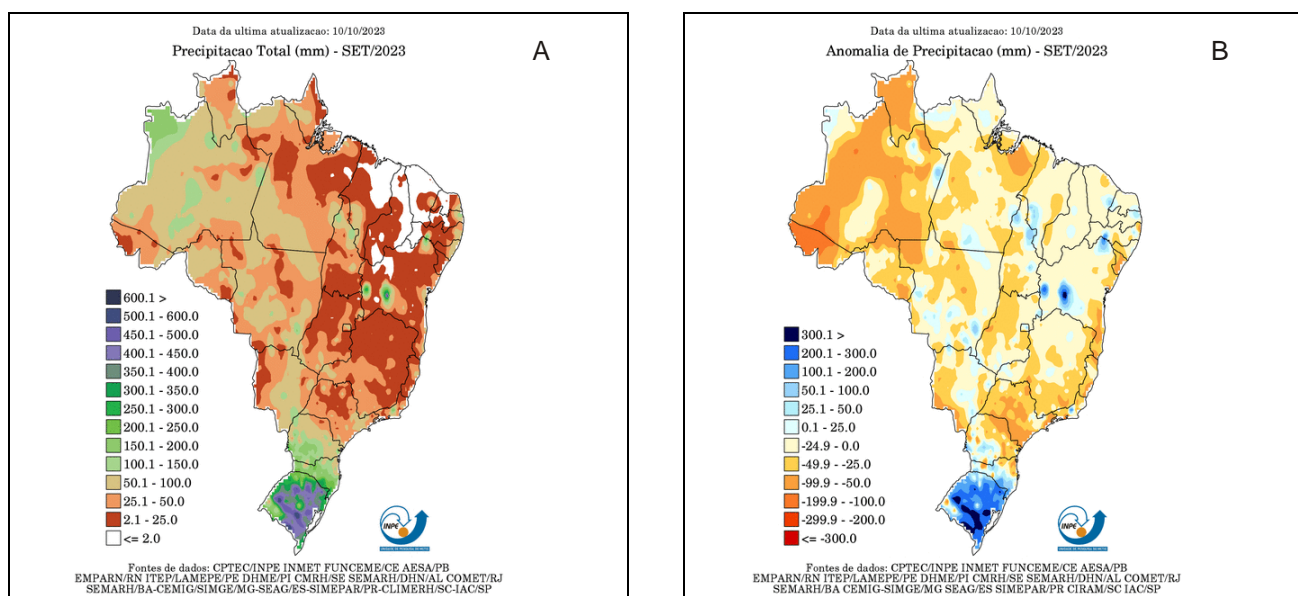 Data da ultima atualizacao: 10/10/2023
Precipitacao Total (mm) - SET/2023
A
600.1 >
500.1 - 600.0
450.1 - 500.0
400.1 - 450.0
350.1 - 400.0
300.1 - 350.0
250.1 - 300.0
200.1 - 250.0
150.1 - 200.0
100.1 - 150.0
50.1 - 100.0
25.1 - 50.0
2.1 - 25.0
<= 2.0
INPE
Fontes de dados: CPTEC/INPE INMET FUNCEME/CE AESA/PB
EMPARN/RN ITEP/LAMEPE/PE DHME/PI CMRH/SE SEMARH/DHN/AL COMET/RJ
SEMARH/BA-CEMIG/SIMGE/MG-SEAG/ES-SIMEPAR/PR-CLIMERH/SC-IAC/SP
Data da ultima atualizacao: 10/10/2023
Anomalia de Precipitacao (mm) - SET/2023
B
300.1 >
200.1 - 300.0
100.1 - 200.0
50.1 - 100.0
25.1 - 50.0
0.1 - 25.0
-24.9 - 0.0
-49.9 - -25.0
-99.9 - -50.0
-199.9 - -100.0
-299.9 - -200.0
<= -300.0
INPE
Fontes de dados: CPTEC/INPE INMET FUNCEME/CE AESA/PB
EMPARN/RN ITEP/LAMEPE/PE DHME/PI CMRH/SE SEMARH/DHN/AL COMET/RJ
SEMARH/BA CEMIG/SIMGE/MG SEAG/ES SIMEPAR/PR CIRAM/SC IAC/SP